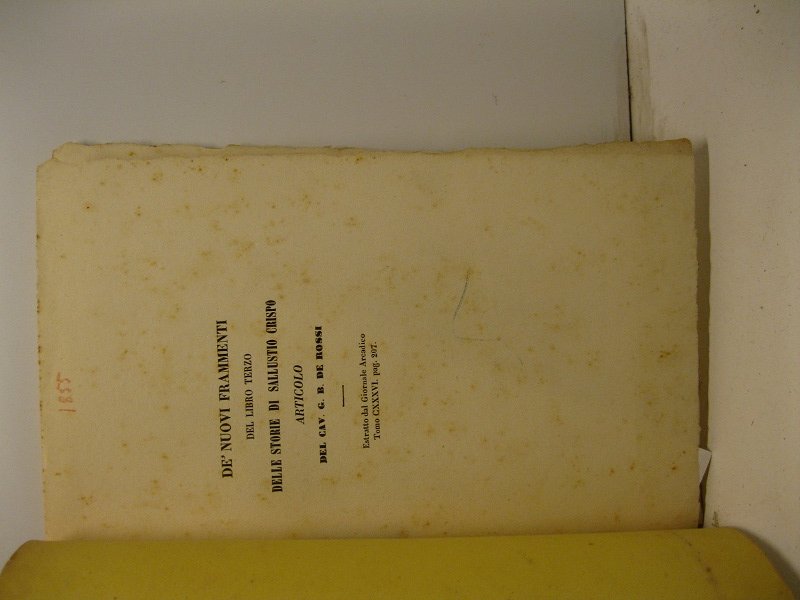 1855
DE' NUOVI FRAMMENTI
DEL LIBRO TERZO
DELLE STORIE DI SALLUSTIO CRISPO
ARTICOLO
DEL CAV. G. B. DE ROSSI
Estratto dal Giornale Arcadico
Tomo CXXXVI. pag. 207.